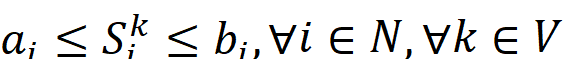 a_i ≤ S_i^k ≤ b_i, ∀i ∈ N, ∀k ∈ V